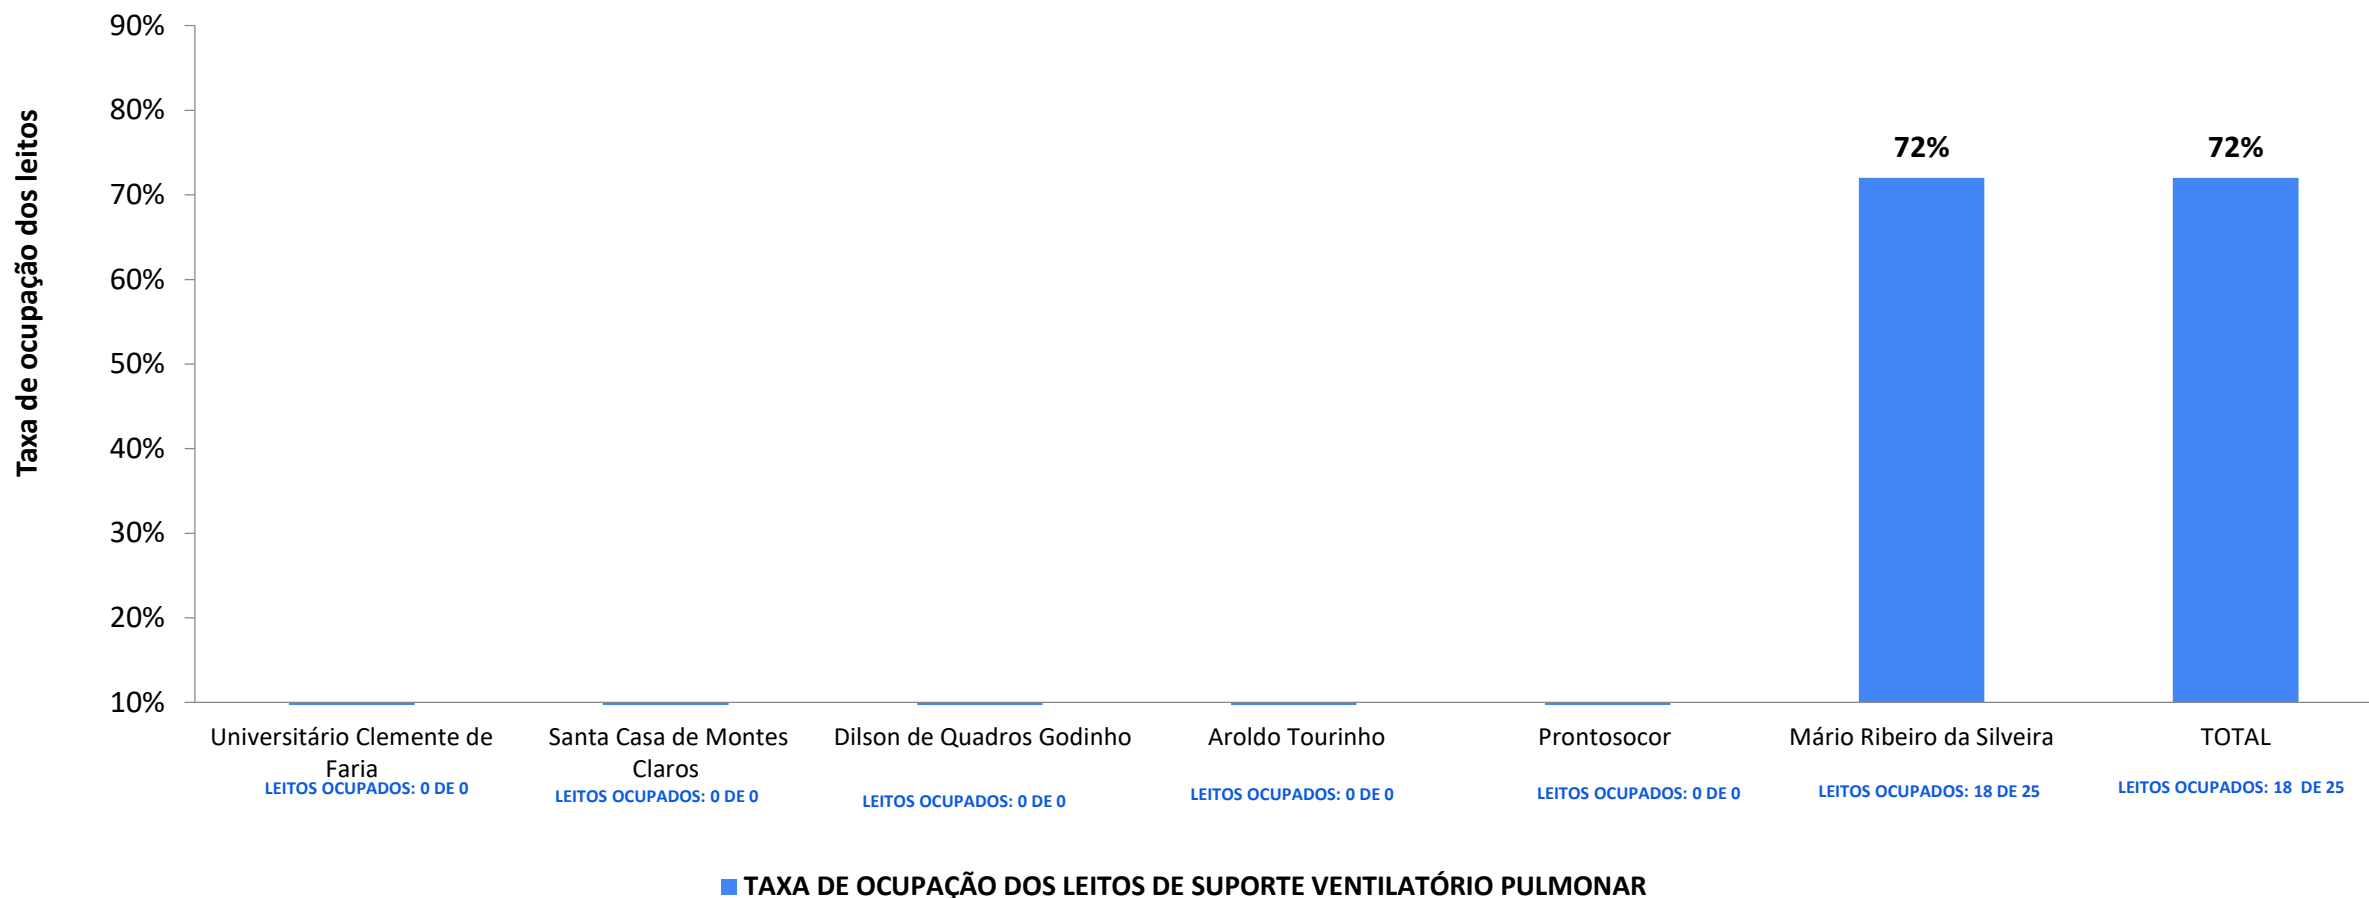 Taxa de ocupação dos leitos
90%
80%
70%
60%
50%
40%
30%
20%
10%
72%
72%
Universitário Clemente de
Faria
Santa Casa de Montes
Claros
Dilson de Quadros Godinho
Aroldo Tourinho
Prontosocor
Mário Ribeiro da Silveira
TOTAL
LEITOS OCUPADOS: 0 DE 0
LEITOS OCUPADOS: 0 DE 0
LEITOS OCUPADOS: 0 DE 0
LEITOS OCUPADOS: 0 DE 0
LEITOS OCUPADOS: 0 DE 0
LEITOS OCUPADOS: 18 DE 25
LEITOS OCUPADOS: 18 DE 25
TAXA DE OCUPAÇÃO DOS LEITOS DE SUPORTE VENTILATÓRIO PULMONAR